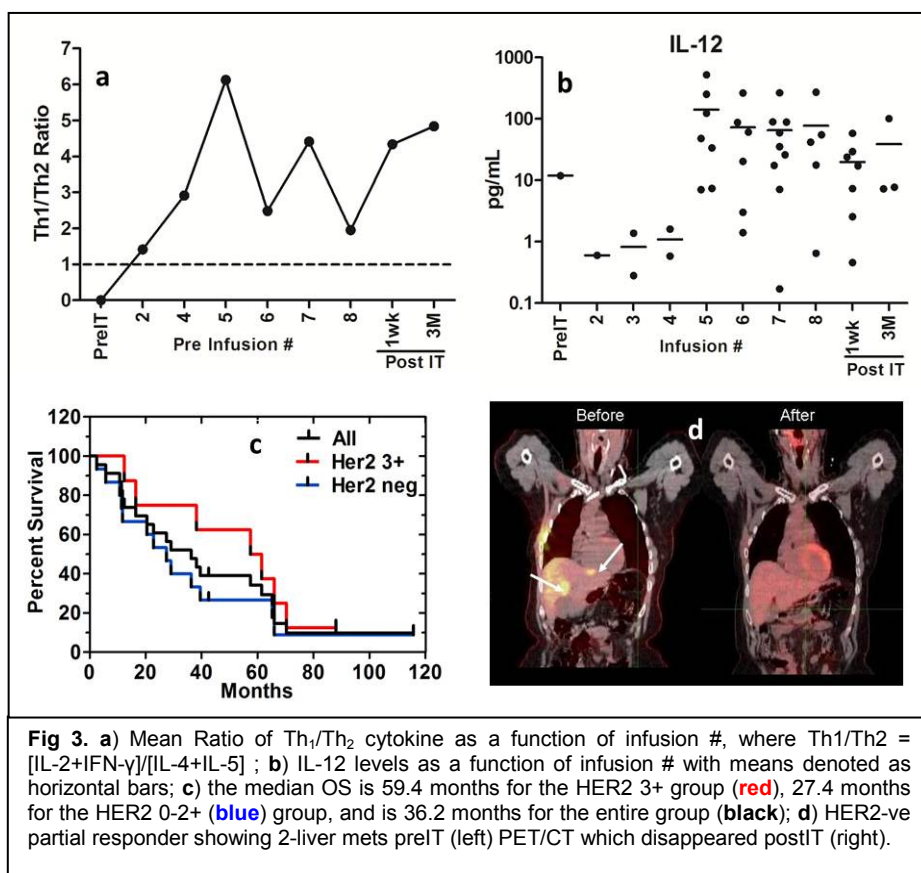 a
Th1/Th2 Ratio
7
6
5
4
3
2
1
0
PreIT
2
4
5
6
7
8
1wk
3M
Pre Infusion #
Post IT
IL-12
b
pg/mL
1000
100
10
1
0.1
PreIT
2
3
4
5
6
7
8
1wk
3M
Infusion #
Post IT
c
All
Her2 3+
Her2 neg
Percent Survival
120
100
80
60
40
20
0
0 20 40 60 80 100 120
Months
Before d After
Fig 3. a) Mean Ratio of Th₁/Th₂ cytokine as a function of infusion #, where Th1/Th2 =
[IL-2+IFN-γ]/[IL-4+IL-5] ; b) IL-12 levels as a function of infusion # with means denoted as
horizontal bars; c) the median OS is 59.4 months for the HER2 3+ group (red), 27.4 months
for the HER2 0-2+ (blue) group, and is 36.2 months for the entire group (black); d) HER2-ve
partial responder showing 2-liver mets preIT (left) PET/CT which disappeared postIT (right).